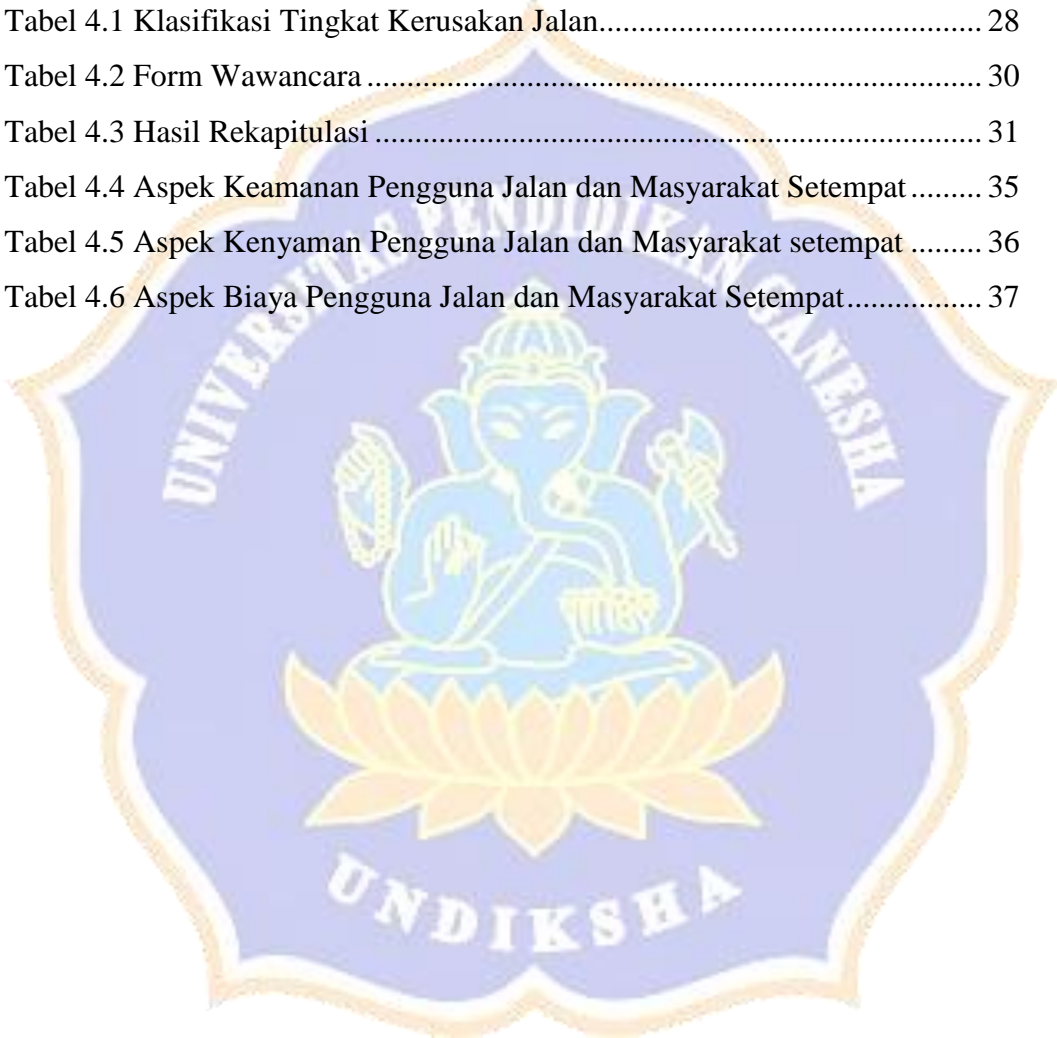 Tabel 4.1 Klasifikasi Tingkat Kerusakan Jalan................................................ 28
Tabel 4.2 Form Wawancara ............................................................................. 30
Tabel 4.3 Hasil Rekapitulasi ............................................................................ 31
Tabel 4.4 Aspek Keamanan Pengguna Jalan dan Masyarakat Setempat ......... 35
Tabel 4.5 Aspek Kenyaman Pengguna Jalan dan Masyarakat setempat ......... 36
Tabel 4.6 Aspek Biaya Pengguna Jalan dan Masyarakat Setempat................. 37
UNIVERSITAS PENDIDIKAN GANESHA
UNDIKSHA